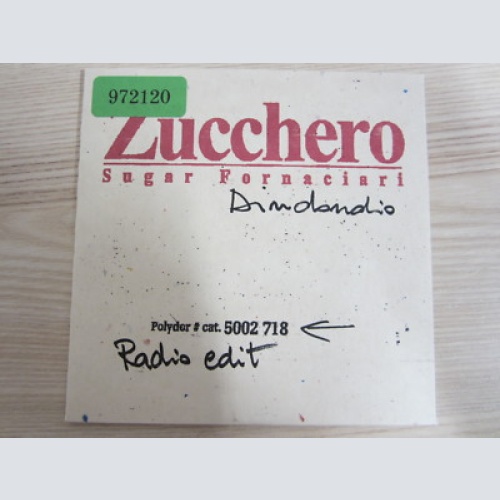 972120
Zucchero
Sugar Fornaciari
Dindondio
Polydor # cat. 5002 718
Radio edit